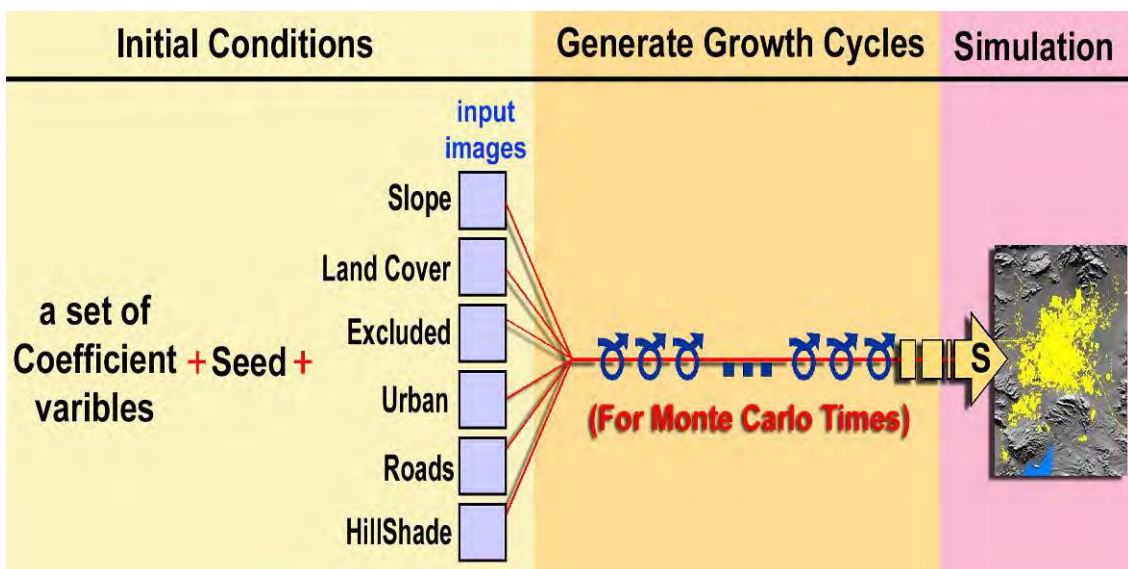 Initial Conditions
Generate Growth Cycles
Simulation
input
images
Slope
Land Cover
Excluded
Urban
Roads
HillShade
a set of
Coefficient + Seed +
varibles
...
(For Monte Carlo Times)
S